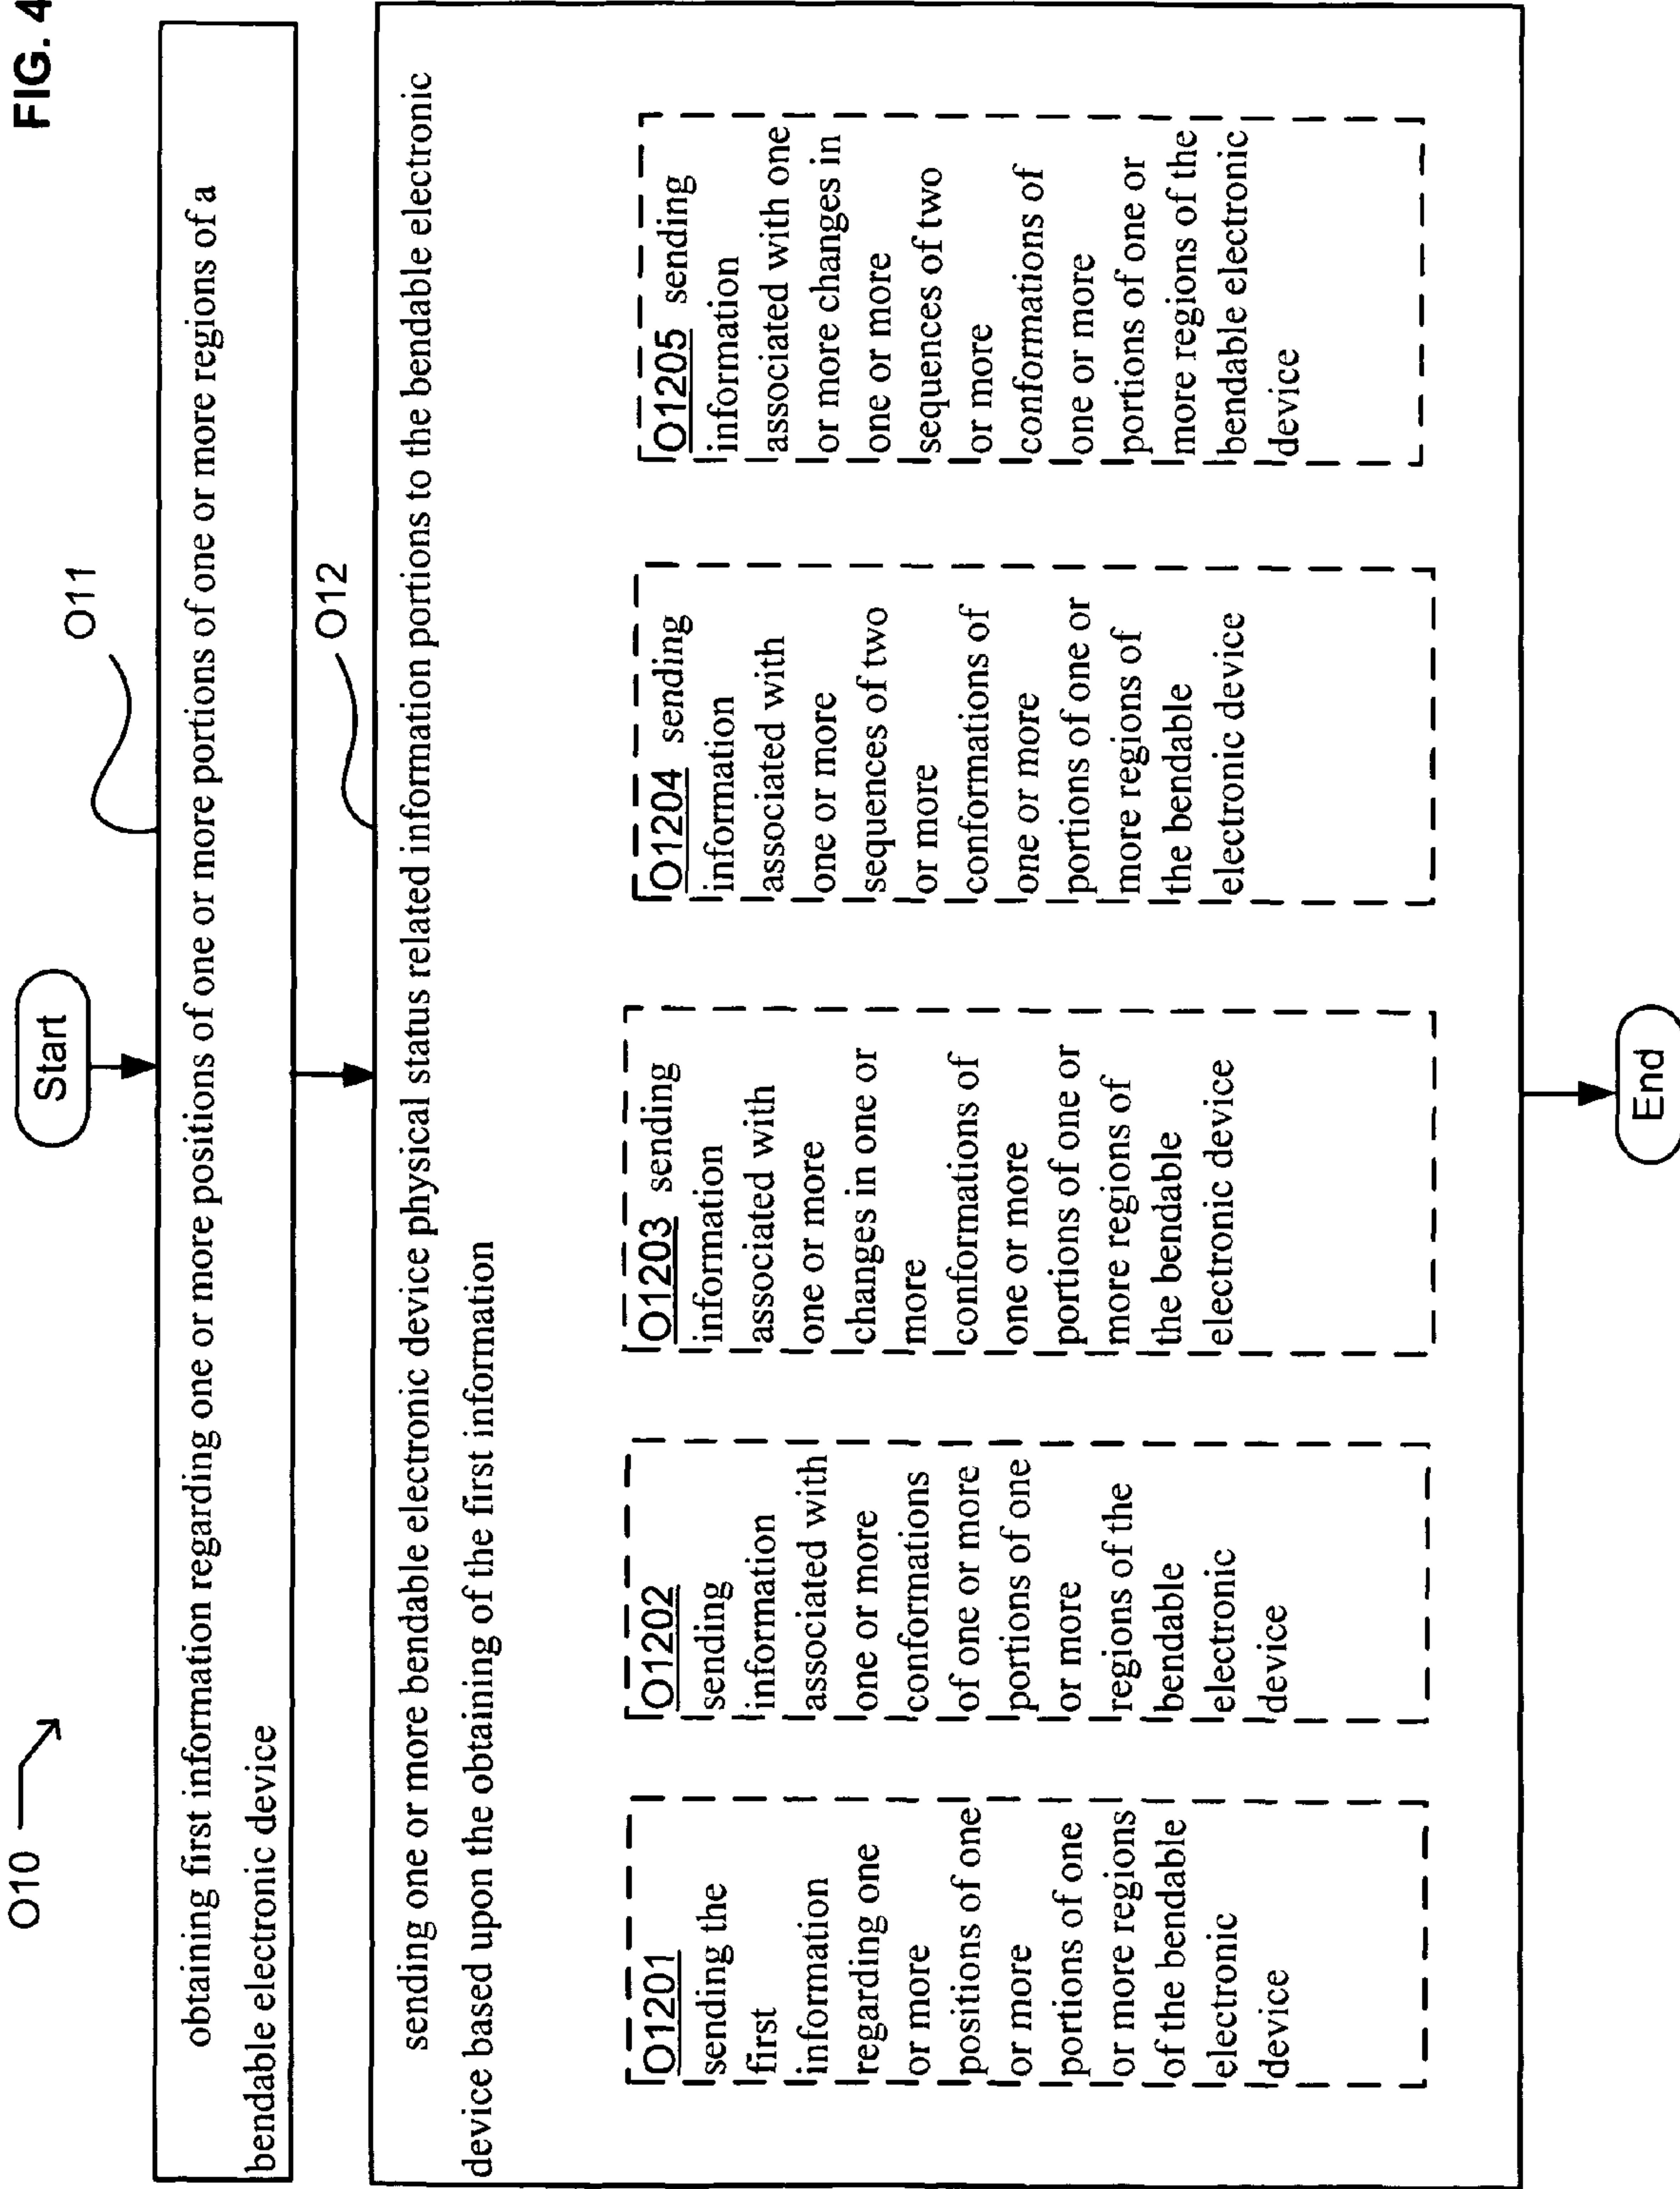 FIG. 4
O10
Start
O11
obtaining first information regarding one or more positions of one or more portions of one or more regions of a
bendable electronic device
O12
sending one or more bendable electronic device physical status related information portions to the bendable electronic
device based upon the obtaining of the first information
O1201
sending the
first
information
regarding one
or more
positions of one
or more
portions of one
or more regions
of the bendable
electronic
device
O1202
sending
information
associated with
one or more
conformations
of one or more
portions of one
or more
regions of the
bendable
electronic
device
O1203 sending
information
associated with
one or more
changes in one or
more
conformations of
one or more
portions of one or
more regions of
the bendable
electronic device
O1204 sending
information
associated with
one or more
sequences of two
or more
conformations of
one or more
portions of one or
more regions of
the bendable
electronic device
O1205 sending
information
associated with one
or more changes in
one or more
sequences of two
or more
conformations of
one or more
portions of one or
more regions of the
bendable electronic
device
End